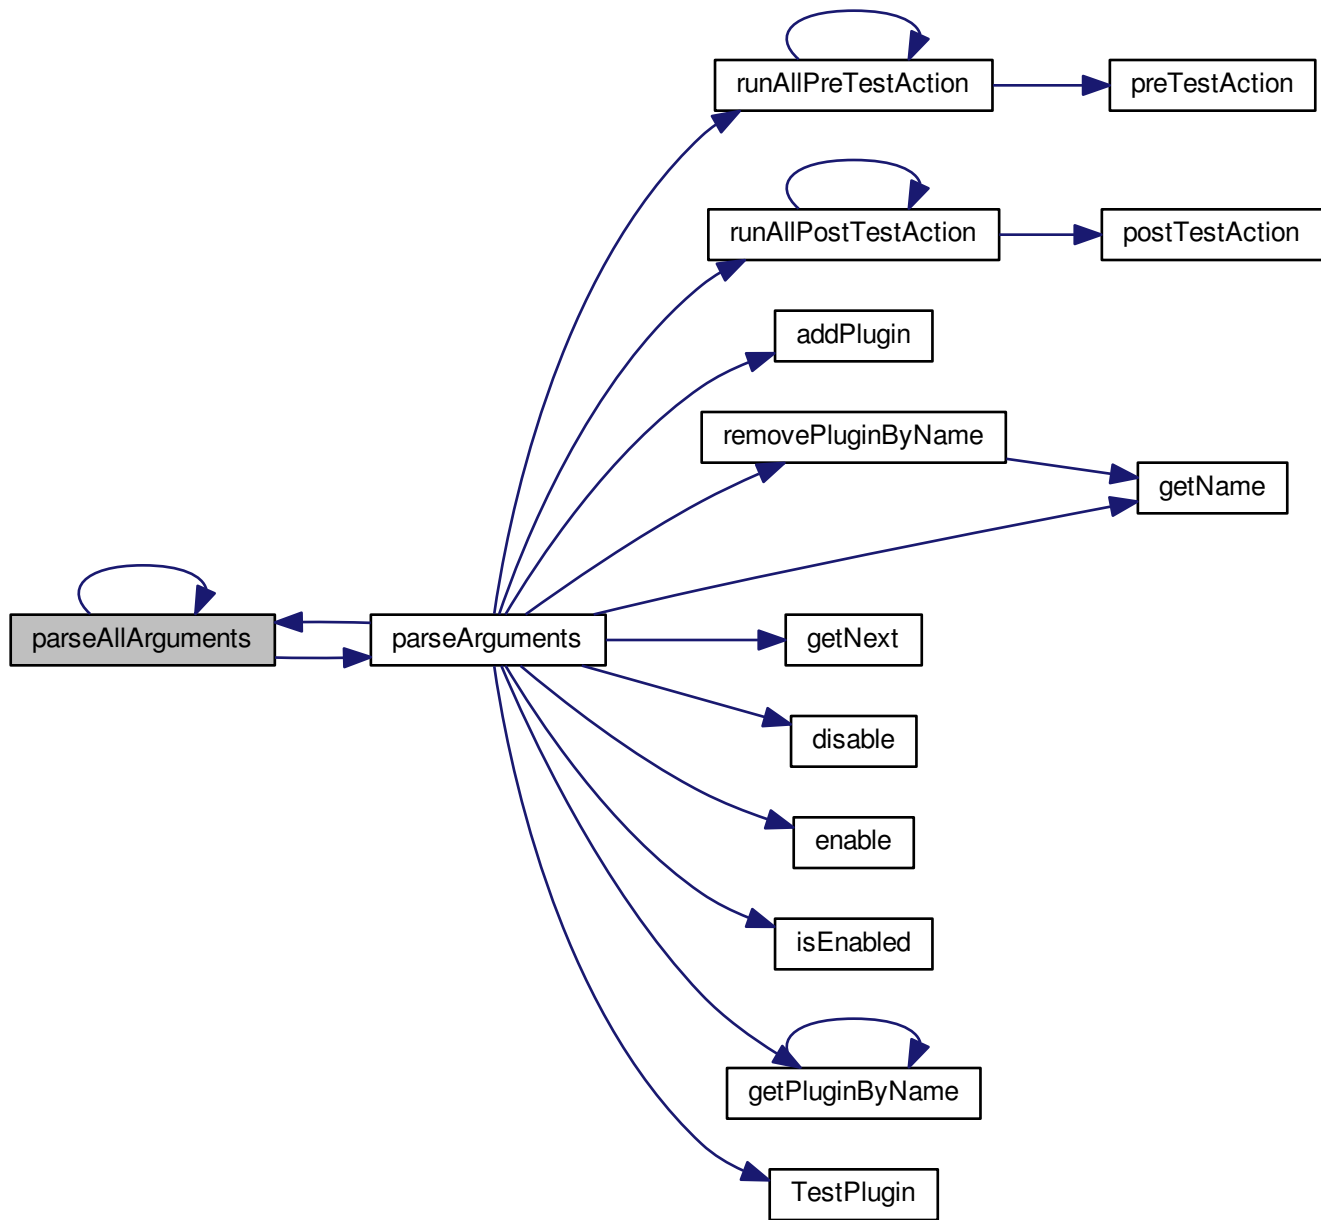 runAllPreTestAction
preTestAction
runAllPostTestAction
postTestAction
addPlugin
removePluginByName
getName
parseAllArguments
parseArguments
getNext
disable
enable
isEnabled
getPluginByName
TestPlugin